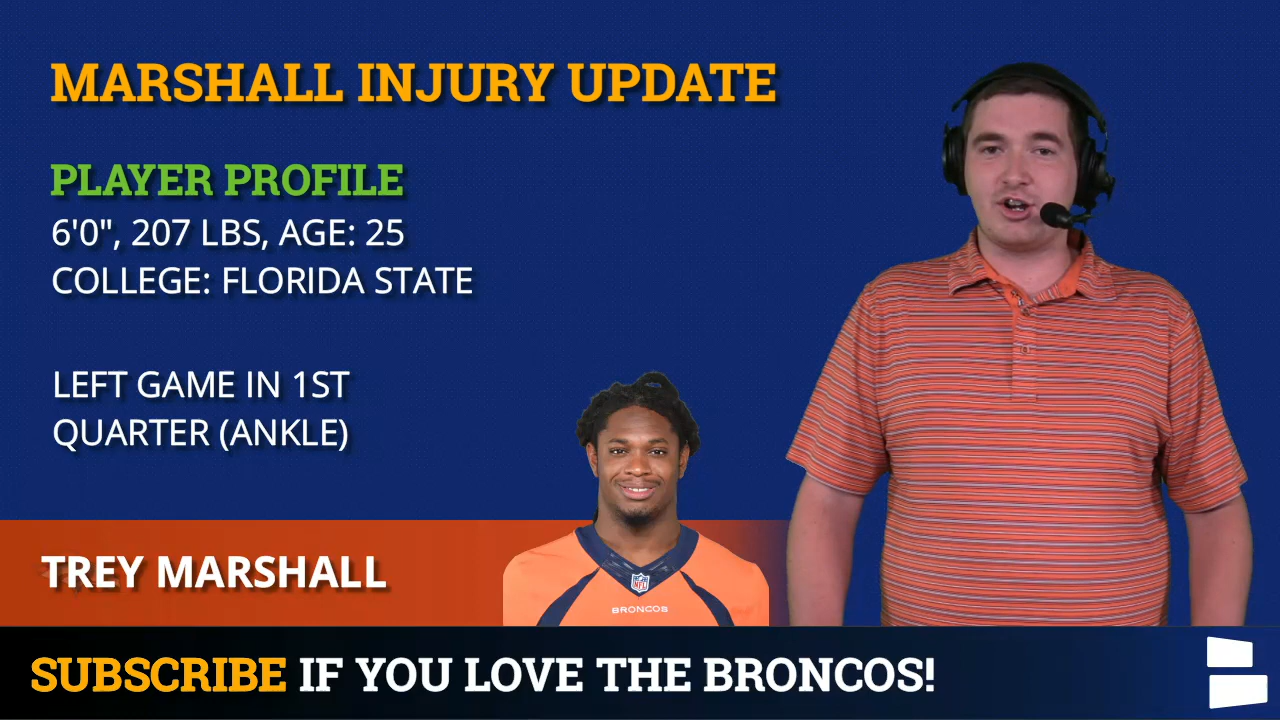 MARSHALL INJURY UPDATE
PLAYER PROFILE
6'0", 207 LBS, AGE: 25
COLLEGE: FLORIDA STATE
LEFT GAME IN 1ST
QUARTER (ANKLE)
NFL
BRONCOS
TREY MARSHALL
SUBSCRIBE IF YOU LOVE THE BRONCOS!